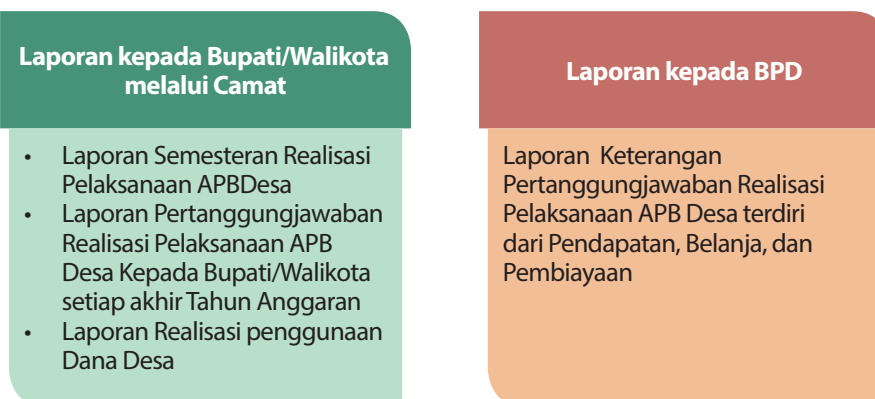 Laporan kepada Bupati/Walikota
melalui Camat
• Laporan Semesteran Realisasi
Pelaksanaan APBDesa
• Laporan Pertanggungjawaban
Realisasi Pelaksanaan APB
Desa Kepada Bupati/Walikota
setiap akhir Tahun Anggaran
• Laporan Realisasi penggunaan
Dana Desa
Laporan kepada BPD
Laporan Keterangan
Pertanggungjawaban Realisasi
Pelaksanaan APB Desa terdiri
dari Pendapatan, Belanja, dan
Pembiayaan